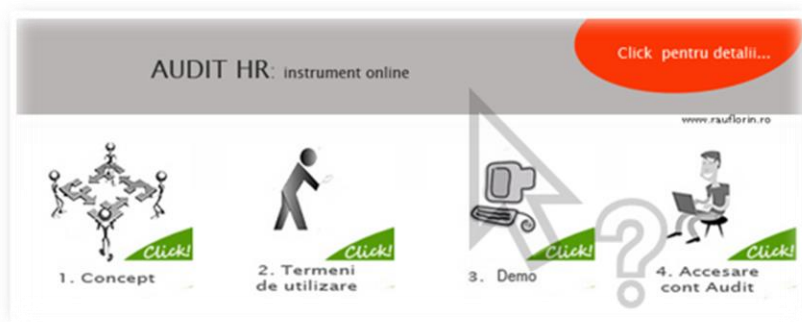 AUDIT HR: instrument online
Click pentru detalii...
www.rauflorin.ro
Click!
Click!
Click!
Click!
1. Concept
2. Termeni
de utilizare
3. Demo
4. Accesare
cont Audit
?